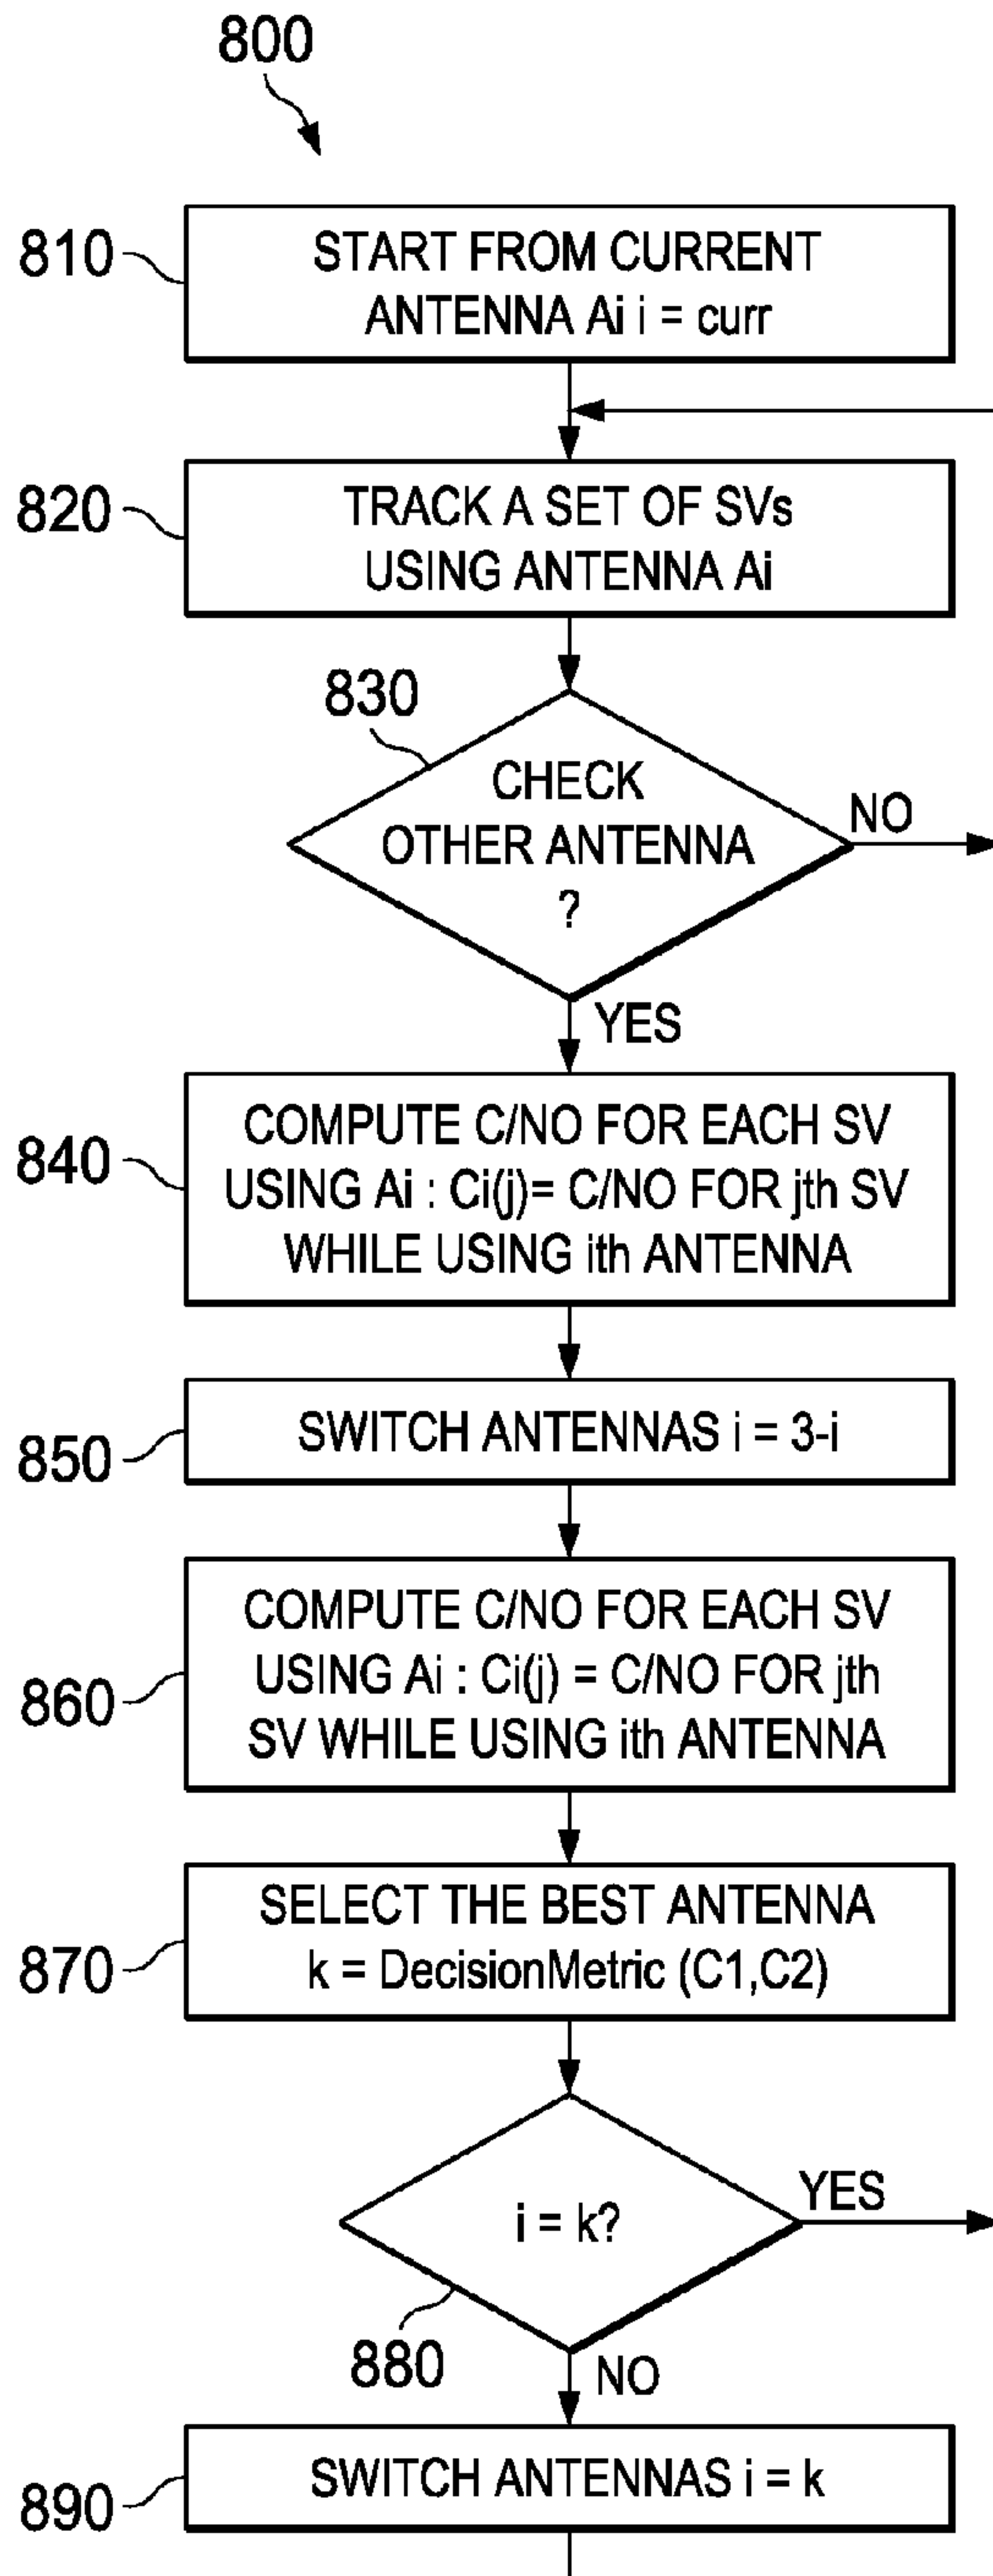 800
810
START FROM CURRENT
ANTENNA Ai i = curr
820
TRACK A SET OF SVs
USING ANTENNA Ai
830
CHECK
OTHER ANTENNA
?
NO
YES
840
COMPUTE C/NO FOR EACH SV
USING Ai : Ci(j)= C/NO FOR jth SV
WHILE USING ith ANTENNA
850
SWITCH ANTENNAS i = 3-i
860
COMPUTE C/NO FOR EACH SV
USING Ai : Ci(j) = C/NO FOR jth
SV WHILE USING ith ANTENNA
870
SELECT THE BEST ANTENNA
k = DecisionMetric (C1,C2)
i = k?
YES
880
NO
890
SWITCH ANTENNAS i = k